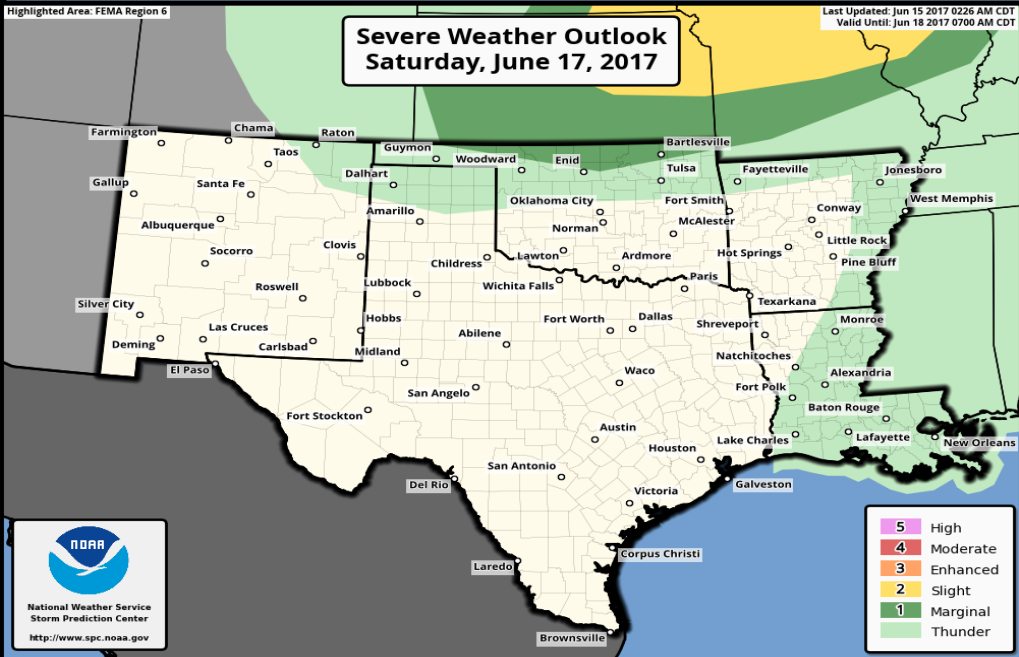 Highlighted Area: FEMA Region 6
Last Updated: Jun 15 2017 0226 AM CDT
Valid Until: Jun 18 2017 0700 AM CDT
Severe Weather Outlook
Saturday, June 17, 2017
Farmington
Chama
Raton
Taos
Guymon
Woodward
Enid
Bartlesville
Tulsa
Fayetteville
Jonesboro
Gallup
Santa Fe
Dalhart
West Memphis
Albuquerque
Amarillo
Oklahoma City
Fort Smith
Conway
Norman
McAlester
Little Rock
Socorro
Clovis
Childress
Lawton
Ardmore
Hot Springs
Pine Bluff
Roswell
Lubbock
Wichita Falls
Paris
Texarkana
Silver City
Las Cruces
Hobbs
Abilene
Fort Worth
Dallas
Shreveport
Monroe
Deming
Carlsbad
Midland
Natchitoches
El Paso
Waco
Alexandria
San Angelo
Fort Polk
Fort Stockton
Baton Rouge
Austin
Lake Charles
Lafayette
New Orleans
Houston
San Antonio
Del Rio
Galveston
Victoria
Corpus Christi
Laredo
Brownsville
NOAA
National Weather Service
Storm Prediction Center
http://www.spc.noaa.gov
5 High
4 Moderate
3 Enhanced
2 Slight
1 Marginal
Thunder